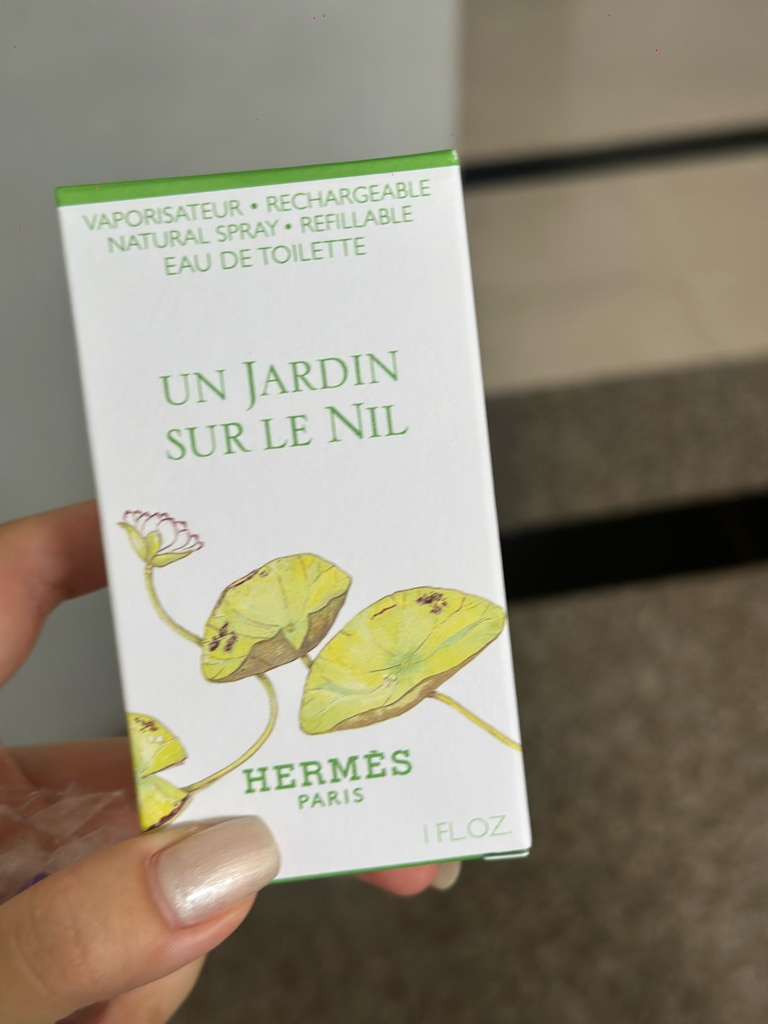 VAPORISATEUR • RECHARGEABLE
NATURAL SPRAY • REFILLABLE
EAU DE TOILETTE
UN JARDIN
SUR LE NIL
HERMÈS
PARIS
1 FL.OZ.